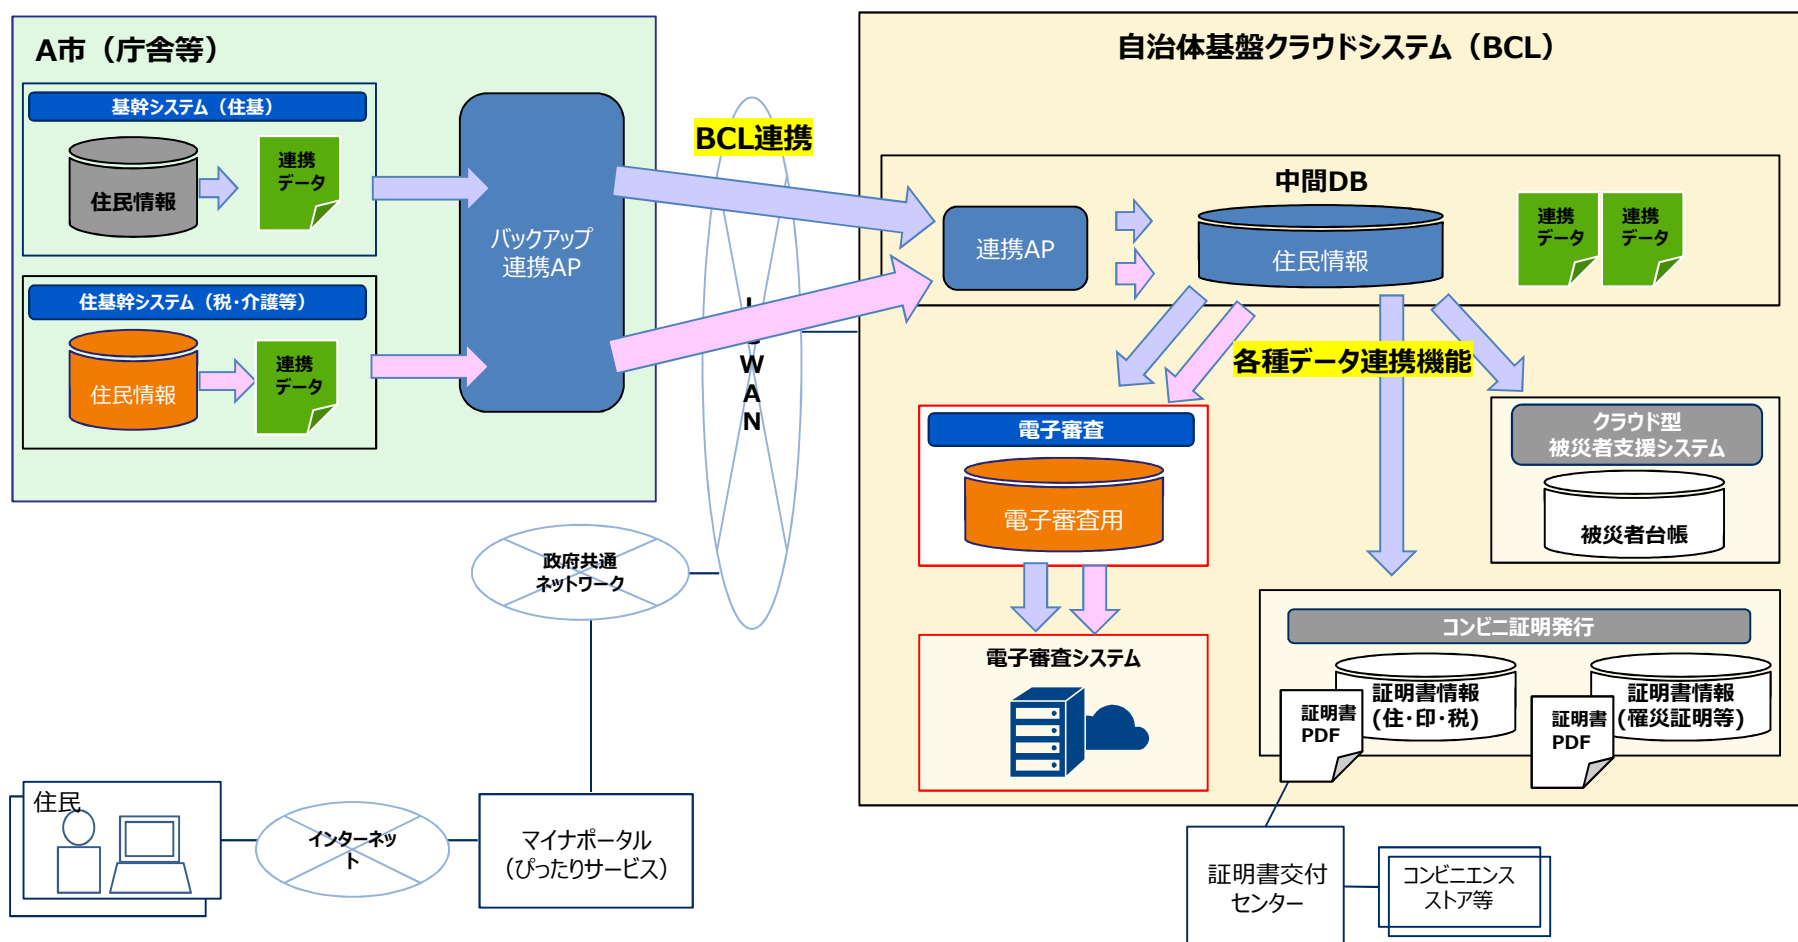 A市（庁舎等）
基幹システム（住基）
住民情報
連携
データ
住基幹システム（税・介護等）
住民情報
連携
データ
バックアップ
連携AP
BCL連携
L
G
W
A
N
自治体基盤クラウドシステム（BCL）
中間DB
連携AP
住民情報
連携
データ
連携
データ
各種データ連携機能
電子審査
電子審査用
電子審査システム
クラウド型
被災者支援システム
被災者台帳
コンビニ証明発行
証明書情報
(住・印・税)
証明書
PDF
証明書情報
(罹災証明等)
証明書
PDF
政府共通
ネットワーク
住民
インターネッ
ト
マイナポータル
（ぴったりサービス）
証明書交付
センター
コンビニエンス
ストア等